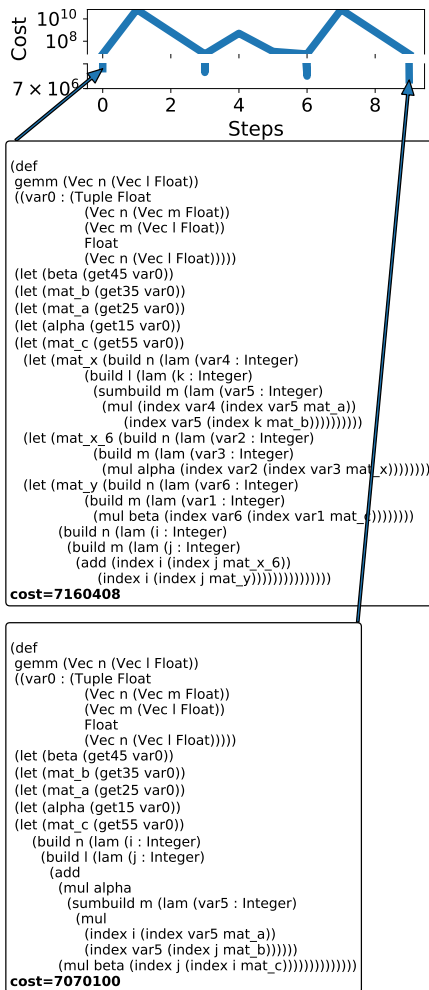 Cost
10^10
10^8
7 × 10^6
0 2 4 6 8
Steps
(def
gemm (Vec n (Vec l Float))
((var0 : (Tuple Float
(Vec n (Vec m Float))
(Vec m (Vec l Float))
Float
(Vec n (Vec l Float)))))
(let (beta (get45 var0))
(let (mat_b (get35 var0))
(let (mat_a (get25 var0))
(let (alpha (get15 var0))
(let (mat_c (get55 var0))
(let (mat_x (build n (lam (var4 : Integer)
(build l (lam (k : Integer)
(sumbuild m (lam (var5 : Integer)
(mul (index var4 (index var5 mat_a))
(index var5 (index k mat_b))))))))))
(let (mat_x_6 (build n (lam (var2 : Integer)
(build m (lam (var3 : Integer)
(mul alpha (index var2 (index var3 mat_x))))))))
(let (mat_y (build n (lam (var6 : Integer)
(build m (lam (var1 : Integer)
(mul beta (index var6 (index var1 mat_c))))))))
(build n (lam (i : Integer)
(build m (lam (j : Integer)
(add (index i (index j mat_x_6))
(index i (index j mat_y)))))))))))))))
cost=7160408
(def
gemm (Vec n (Vec l Float))
((var0 : (Tuple Float
(Vec n (Vec m Float))
(Vec m (Vec l Float))
Float
(Vec n (Vec l Float)))))
(let (beta (get45 var0))
(let (mat_b (get35 var0))
(let (mat_a (get25 var0))
(let (alpha (get15 var0))
(let (mat_c (get55 var0))
(build n (lam (i : Integer)
(build l (lam (j : Integer)
(add
(mul alpha
(sumbuild m (lam (var5 : Integer)
(mul
(index i (index var5 mat_a))
(index var5 (index j mat_b))))))
(mul beta (index j (index i mat_c))))))))))))))
cost=7070100